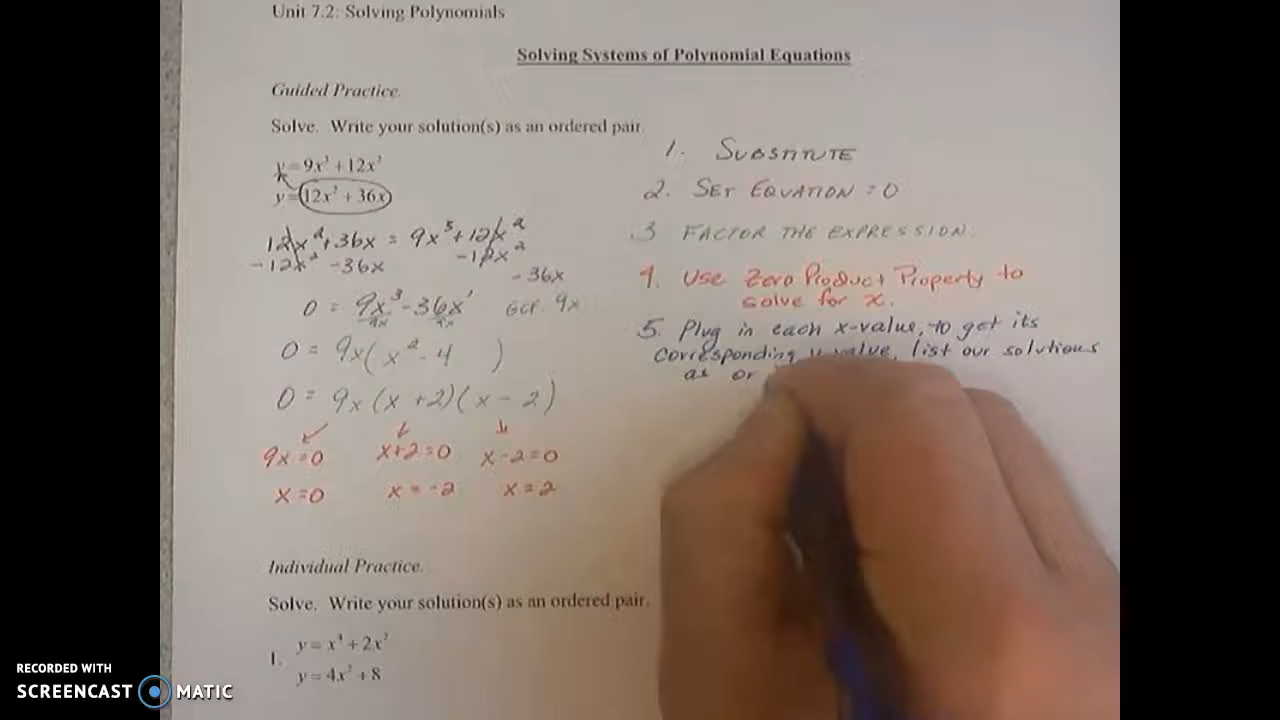 Unit 7.2: Solving Polynomials
Solving Systems of Polynomial Equations
Guided Practice.
Solve. Write your solution(s) as an ordered pair.
y = 9x³ + 12x²
y = 12x² + 36x
12x² + 36x = 9x³ + 12x²
-12x² -36x -12x²
-36x
0 = 9x³ - 36x¹ GCF. 9x
9x 9x
0 = 9x(x² - 4 )
0 = 9x(x + 2)(x - 2)
9x = 0 x+2 = 0 x - 2 = 0
x = 0 x = -2 x = 2
1. SUBSTITUTE
2. SET EQUATION = 0
3 FACTOR THE EXPRESSION.
4. Use Zero Product Property to
solve for x.
5. Plug in each x-value, to get its
corresponding y value, list our solutions
as or
Individual Practice.
Solve. Write your solution(s) as an ordered pair.
1. y = x⁴ + 2x²
y = 4x² + 8
RECORDED WITH
SCREENCAST MATIC